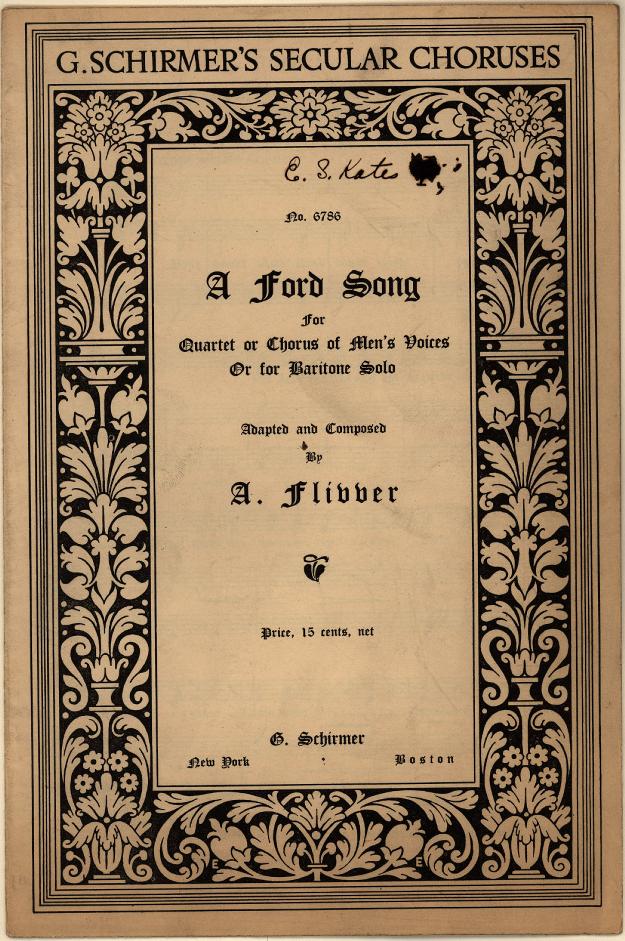 G. SCHIRMER'S SECULAR CHORUSES
E. S. Kates
No. 6786
A Ford Song
For
Quartet or Chorus of Men's Voices
Or for Baritone Solo
Adapted and Composed
By
A. Flivver
Price, 15 cents, net
G. Schirmer
New York Boston
E E